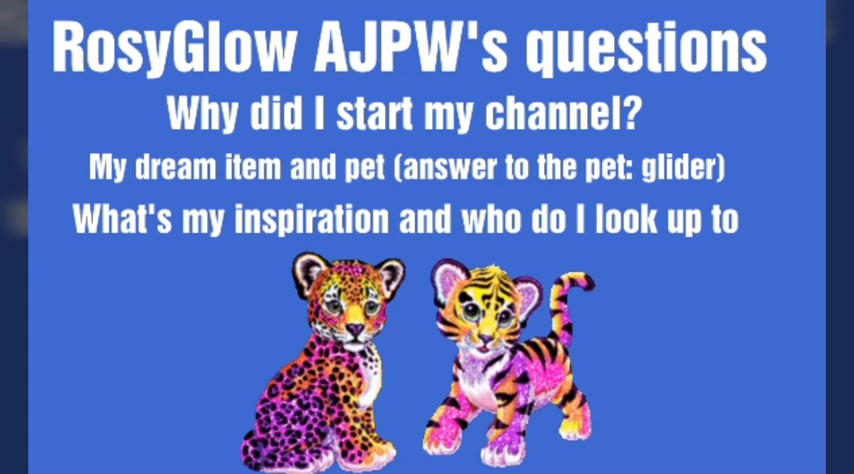 RosyGlow AJPW's questions
Why did I start my channel?
My dream item and pet (answer to the pet: glider)
What's my inspiration and who do I look up to